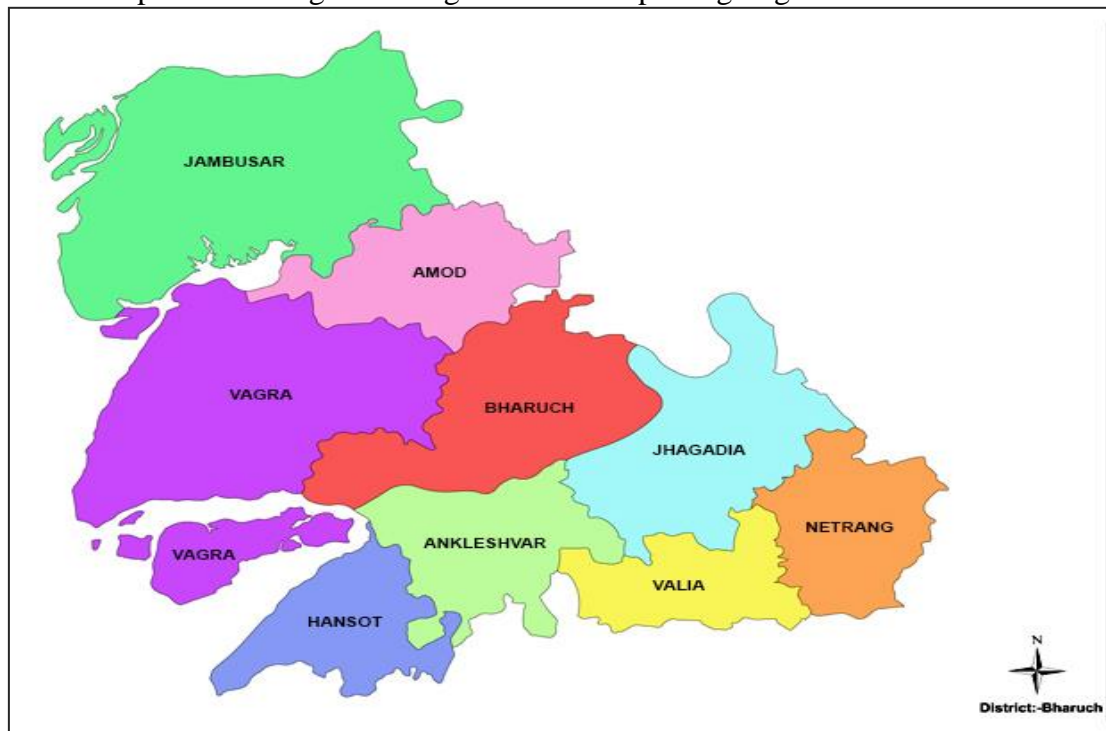 JAMBUSAR
AMOD
VAGRA
BHARUCH
JHAGADIA
NETRANG
ANKLESHVAR
VAGRA
VALIA
HANSOT
N
District:-Bharuch